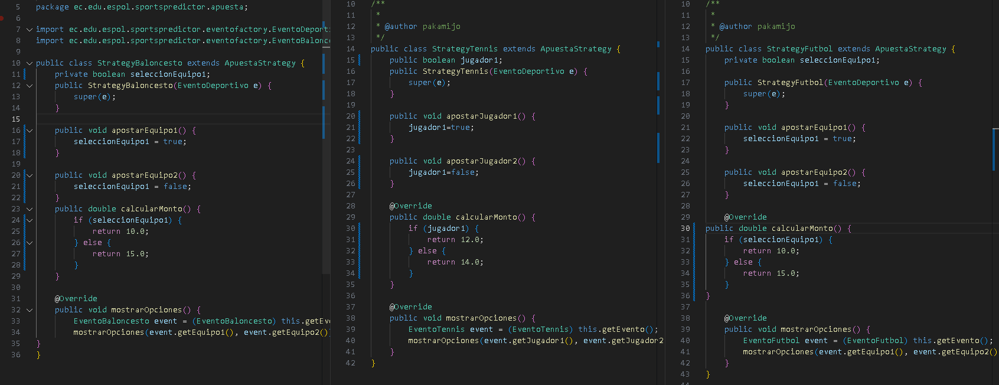 5 package ec.edu.espol.sportspredictor.apuesta;
6
7 import ec.edu.espol.sportspredictor.eventofactory.EventoDeporti
8 import ec.edu.espol.sportspredictor.eventofactory.EventoBalonce
9
10 public class StrategyBaloncesto extends ApuestaStrategy {
11 private boolean seleccionEquipo1;
12 public StrategyBaloncesto(EventoDeportivo e) {
13 super(e);
14 }
15
16 public void apostarEquipo1() {
17 seleccionEquipo1 = true;
18 }
19
20 public void apostarEquipo2() {
21 seleccionEquipo1 = false;
22 }
23 public double calcularMonto() {
24 if (seleccionEquipo1) {
25 return 10.0;
26 } else {
27 return 15.0;
28 }
29 }
30
31 @Override
32 public void mostrarOpciones() {
33 EventoBaloncesto event = (EventoBaloncesto) this.getEve
34 mostrarOpciones(event.getEquipo1(), event.getEquipo2()
35 }
36 }
10 /**
11 *
12 * @author pakamijo
13 */
14 public class StrategyTennis extends ApuestaStrategy {
15 public boolean jugador1;
16 public StrategyTennis(EventoDeportivo e) {
17 super(e);
18 }
19
20 public void apostarJugador1() {
21 jugador1=true;
22 }
23
24 public void apostarJugador2() {
25 jugador1=false;
26 }
27
28 @Override
29 public double calcularMonto() {
30 if (jugador1) {
31 return 12.0;
32 } else {
33 return 14.0;
34 }
35 }
36
37 @Override
38 public void mostrarOpciones() {
39 EventoTennis event = (EventoTennis) this.getEvento();
40 mostrarOpciones(event.getJugador1(), event.getJugador2
41 }
42 }
10 /**
11 *
12 * @author pakamijo
13 */
14 public class StrategyFutbol extends ApuestaStrategy {
15 private boolean seleccionEquipo1;
16
17 public StrategyFutbol(EventoDeportivo e) {
18 super(e);
19 }
20
21 public void apostarEquipo1() {
22 seleccionEquipo1 = true;
23 }
24
25 public void apostarEquipo2() {
26 seleccionEquipo1 = false;
27 }
28
29 @Override
30 public double calcularMonto() {
31 if (seleccionEquipo1) {
32 return 10.0;
33 } else {
34 return 15.0;
35 }
36 }
37
38 @Override
39 public void mostrarOpciones() {
40 EventoFutbol event = (EventoFutbol) this.getEvento();
41 mostrarOpciones(event.getEquipo1(), event.getEquipo2()
42 }
43 }